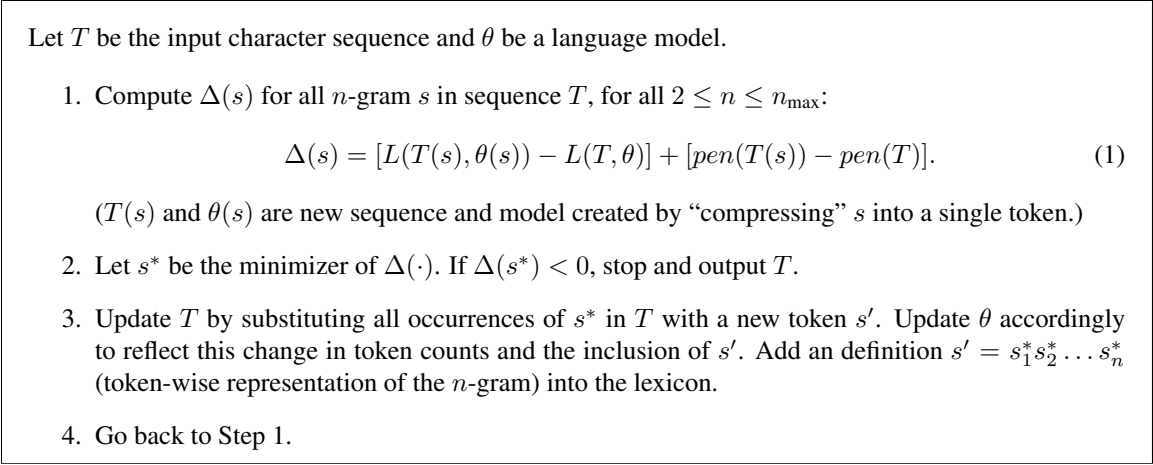 Let T be the input character sequence and θ be a language model.
1. Compute Δ(s) for all n-gram s in sequence T, for all 2 ≤ n ≤ n_max:
Δ(s) = [L(T(s), θ(s)) − L(T, θ)] + [pen(T(s)) − pen(T)]. (1)
(T(s) and θ(s) are new sequence and model created by “compressing” s into a single token.)
2. Let s* be the minimizer of Δ(·). If Δ(s*) < 0, stop and output T.
3. Update T by substituting all occurrences of s* in T with a new token s′. Update θ accordingly
to reflect this change in token counts and the inclusion of s′. Add an definition s′ = s*_1 s*_2 . . . s*_n
(token-wise representation of the n-gram) into the lexicon.
4. Go back to Step 1.